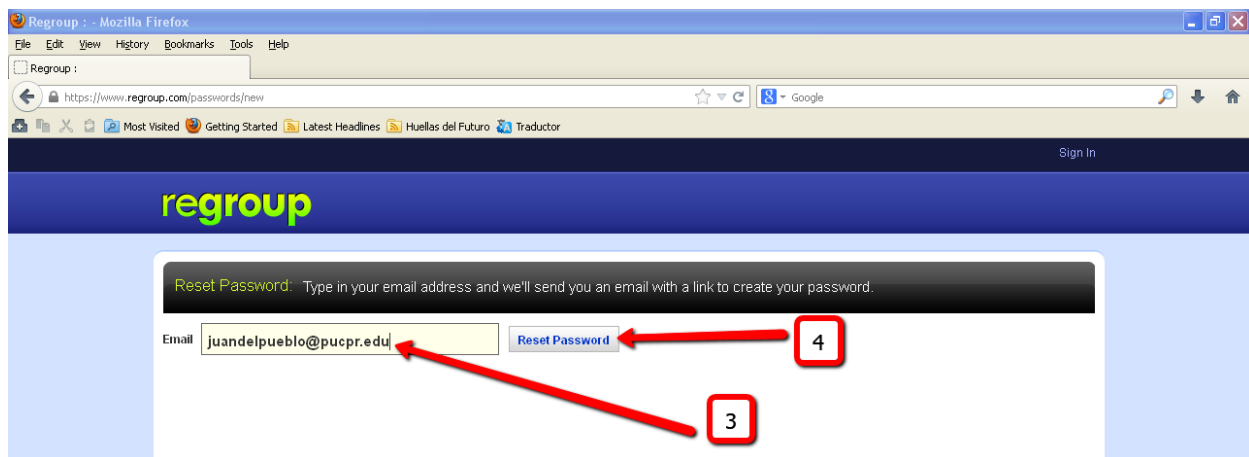 Regroup : - Mozilla Firefox
File Edit View History Bookmarks Tools Help
Regroup :
https://www.regroup.com/passwords/new Google
Most Visited Getting Started Latest Headlines Huellas del Futuro Traductor
Sign In
regroup
Reset Password: Type in your email address and we'll send you an email with a link to create your password.
Email juandelpueblo@pucpr.edu Reset Password 4
3